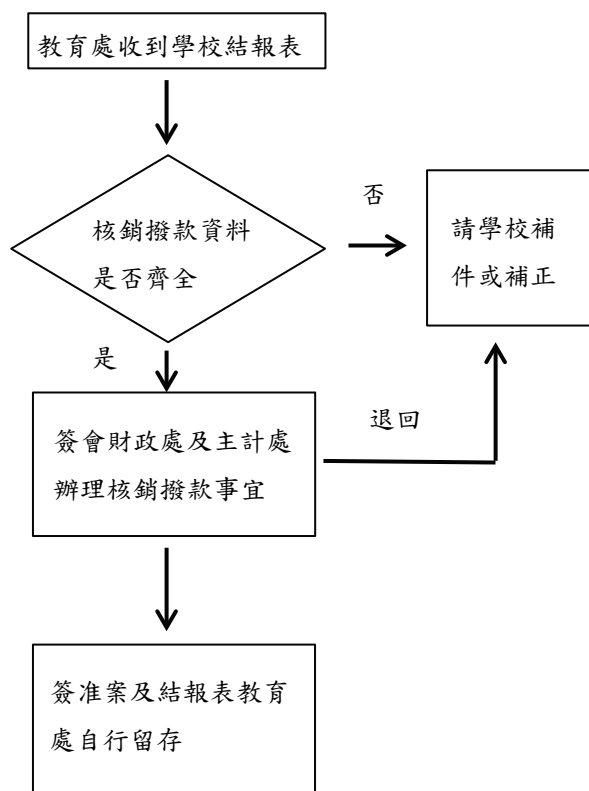 教育處收到學校結報表
核銷撥款資料
是否齊全
否
請學校補
件或補正
是
簽會財政處及主計處
辦理核銷撥款事宜
退回
簽准案及結報表教育
處自行留存